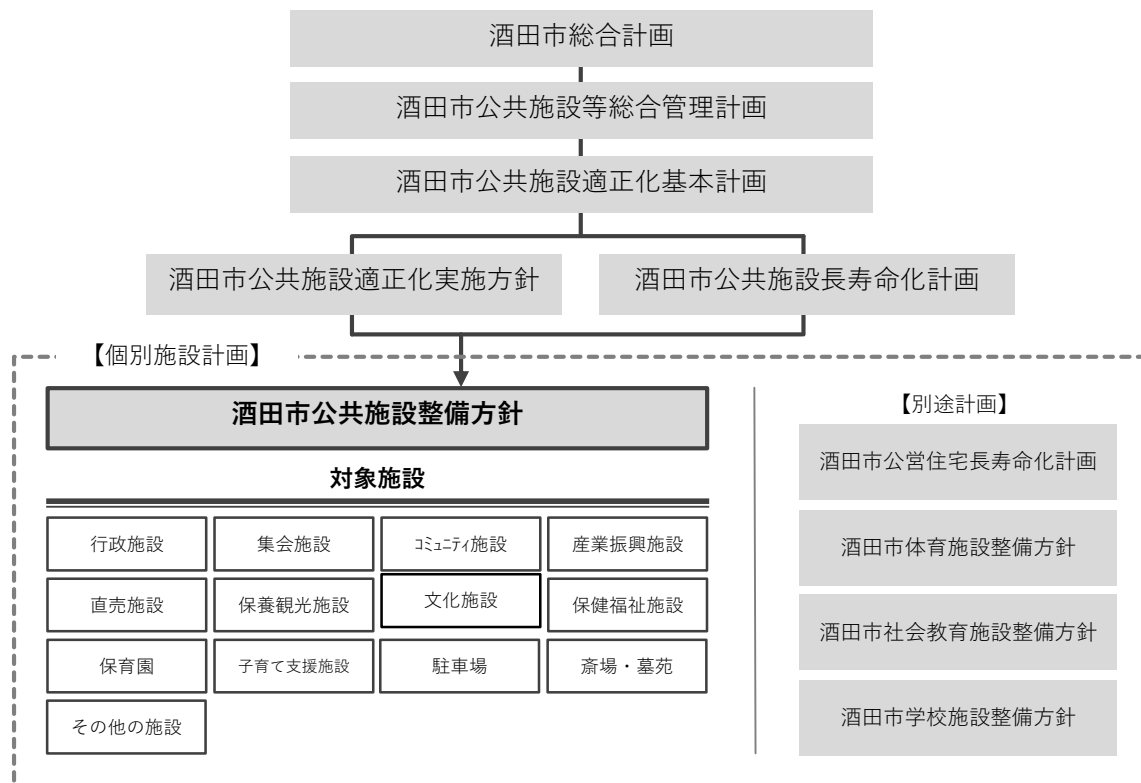 酒田市総合計画
酒田市公共施設等総合管理計画
酒田市公共施設適正化基本計画
酒田市公共施設適正化実施方針
酒田市公共施設長寿命化計画
【個別施設計画】
酒田市公共施設整備方針
対象施設
行政施設
集会施設
ｺﾐｭﾆﾃｨ施設
産業振興施設
直売施設
保養観光施設
文化施設
保健福祉施設
保育園
子育て支援施設
駐車場
斎場・墓苑
その他の施設
【別途計画】
酒田市公営住宅長寿命化計画
酒田市体育施設整備方針
酒田市社会教育施設整備方針
酒田市学校施設整備方針